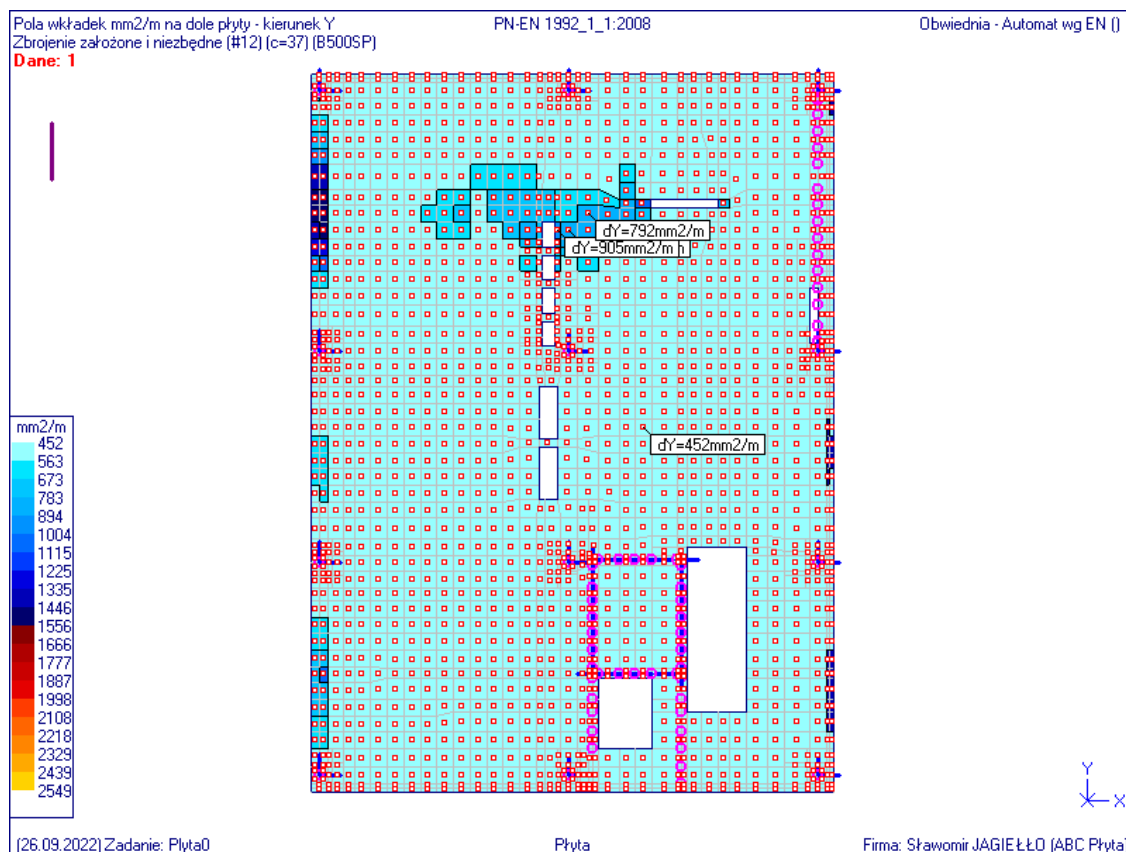 Pola wkładek mm2/m na dole płyty - kierunek Y PN-EN 1992_1_1:2008 Obwiednia - Automat wg EN ()
Zbrojenie założone i niezbędne (#12) (c=37) (B500SP)
Dane: 1
dY=792mm2/m
dY=905mm2/m
dY=452mm2/m
mm2/m
452
563
673
783
894
1004
1115
1225
1335
1446
1556
1666
1777
1887
1998
2108
2218
2329
2439
2549
Y
X
(26.09.2022) Zadanie: Plyta0 Płyta Firma: Sławomir JAGIEŁŁO (ABC Płyta